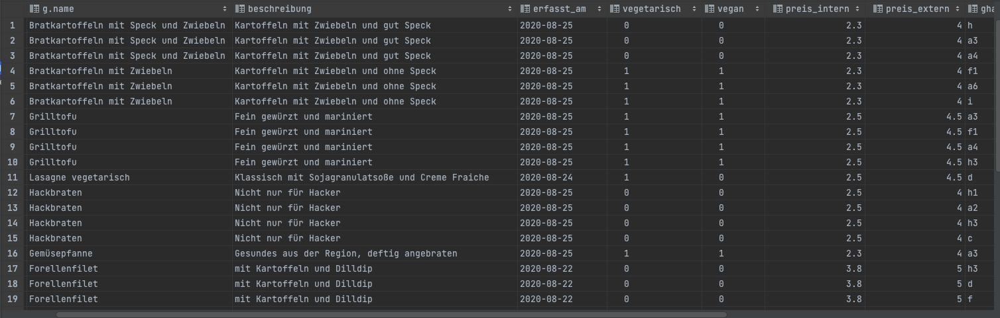 g.name beschreibung erfasst_am vegetarisch vegan preis_intern preis_extern gha
1 Bratkartoffeln mit Speck und Zwiebeln Kartoffeln mit Zwiebeln und gut Speck 2020-08-25 0 0 2.3 4 h
2 Bratkartoffeln mit Speck und Zwiebeln Kartoffeln mit Zwiebeln und gut Speck 2020-08-25 0 0 2.3 4 a3
3 Bratkartoffeln mit Speck und Zwiebeln Kartoffeln mit Zwiebeln und gut Speck 2020-08-25 0 0 2.3 4 a4
4 Bratkartoffeln mit Zwiebeln Kartoffeln mit Zwiebeln und ohne Speck 2020-08-25 1 1 2.3 4 f1
5 Bratkartoffeln mit Zwiebeln Kartoffeln mit Zwiebeln und ohne Speck 2020-08-25 1 1 2.3 4 a6
6 Bratkartoffeln mit Zwiebeln Kartoffeln mit Zwiebeln und ohne Speck 2020-08-25 1 1 2.3 4 i
7 Grilltofu Fein gewürzt und mariniert 2020-08-25 1 1 2.5 4.5 a3
8 Grilltofu Fein gewürzt und mariniert 2020-08-25 1 1 2.5 4.5 f1
9 Grilltofu Fein gewürzt und mariniert 2020-08-25 1 1 2.5 4.5 a4
10 Grilltofu Fein gewürzt und mariniert 2020-08-25 1 1 2.5 4.5 h3
11 Lasagne vegetarisch Klassisch mit Sojagranulatsoße und Creme Fraiche 2020-08-24 1 0 2.5 4.5 d
12 Hackbraten Nicht nur für Hacker 2020-08-25 0 0 2.5 4 h1
13 Hackbraten Nicht nur für Hacker 2020-08-25 0 0 2.5 4 a2
14 Hackbraten Nicht nur für Hacker 2020-08-25 0 0 2.5 4 h3
15 Hackbraten Nicht nur für Hacker 2020-08-25 0 0 2.5 4 c
16 Gemüsepfanne Gesundes aus der Region, deftig angebraten 2020-08-25 1 1 2.3 4 a3
17 Forellenfilet mit Kartoffeln und Dilldip 2020-08-22 0 0 3.8 5 h3
18 Forellenfilet mit Kartoffeln und Dilldip 2020-08-22 0 0 3.8 5 d
19 Forellenfilet mit Kartoffeln und Dilldip 2020-08-22 0 0 3.8 5 f